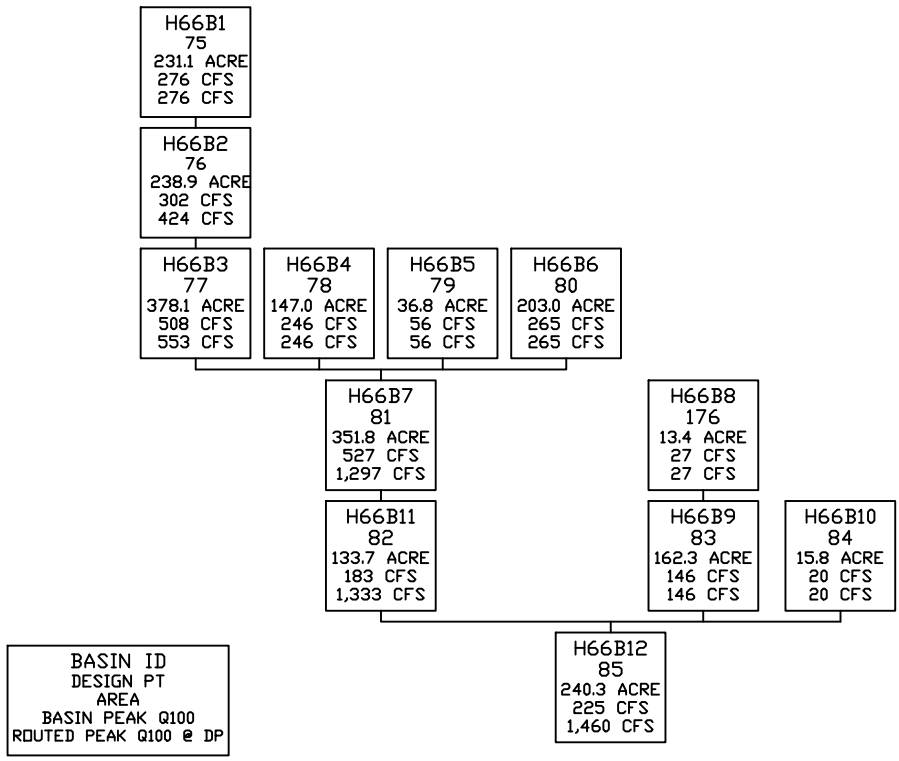 H66B1
75
231.1 ACRE
276 CFS
276 CFS
H66B2
76
238.9 ACRE
302 CFS
424 CFS
H66B3
77
378.1 ACRE
508 CFS
553 CFS
H66B4
78
147.0 ACRE
246 CFS
246 CFS
H66B5
79
36.8 ACRE
56 CFS
56 CFS
H66B6
80
203.0 ACRE
265 CFS
265 CFS
H66B7
81
351.8 ACRE
527 CFS
1,297 CFS
H66B8
176
13.4 ACRE
27 CFS
27 CFS
H66B11
82
133.7 ACRE
183 CFS
1,333 CFS
H66B9
83
162.3 ACRE
146 CFS
146 CFS
H66B10
84
15.8 ACRE
20 CFS
20 CFS
H66B12
85
240.3 ACRE
225 CFS
1,460 CFS
BASIN ID
DESIGN PT
AREA
BASIN PEAK Q100
ROUTED PEAK Q100 @ DP